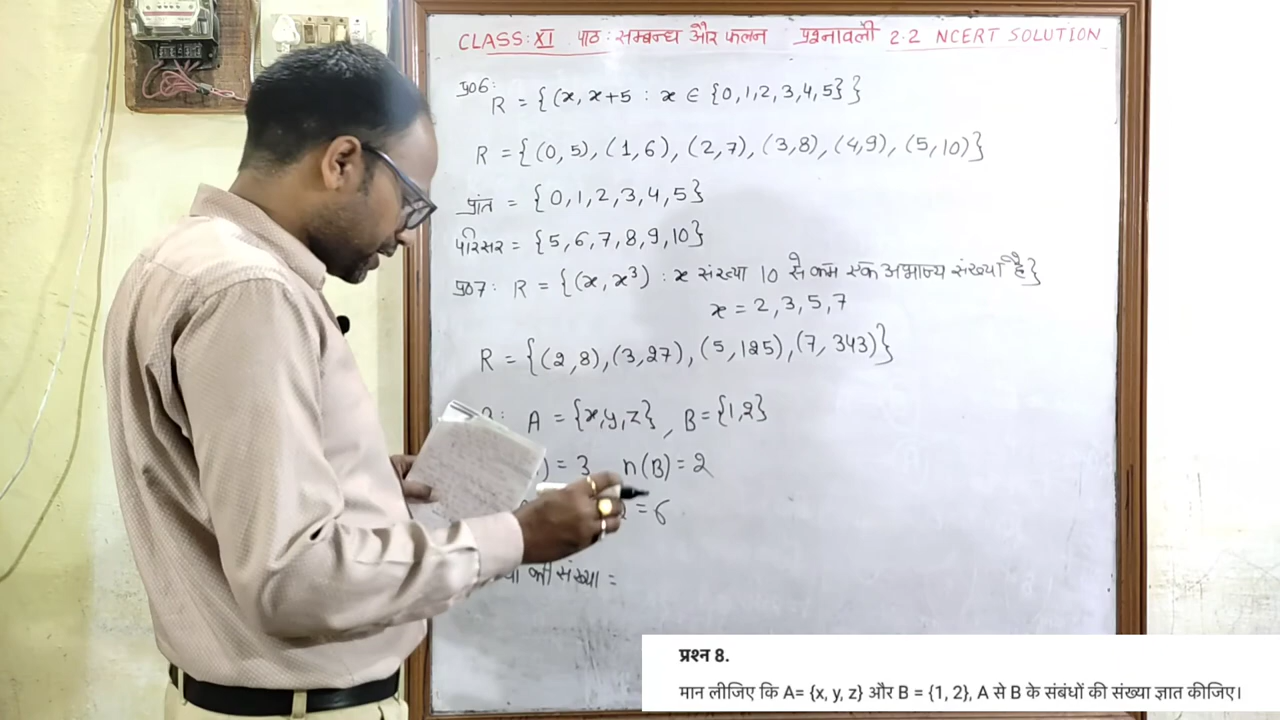 CLASS: XI पाठ: सम्बन्ध और फलन प्रश्नावली 2.2 NCERT SOLUTION
प्र06:
R = {(x, x+5 : x ∈ {0,1,2,3,4,5}}
R = {(0,5), (1,6), (2,7), (3,8), (4,9), (5,10)}
प्रांत = {0,1,2,3,4,5}
परिसर = {5,6,7,8,9,10}
प्र07: R = {(x, x³) : x संख्या 10 से कम एक अभाज्य संख्या है}
x = 2, 3, 5, 7
R = {(2,8), (3,27), (5,125), (7,343)}
A = {x,y,z}, B = {1,2}
) = 3 n(B) = 2
= 6
की संख्या =
प्रश्न 8.
मान लीजिए कि A= {x, y, z} और B = {1, 2}, A से B के संबंधों की संख्या ज्ञात कीजिए।